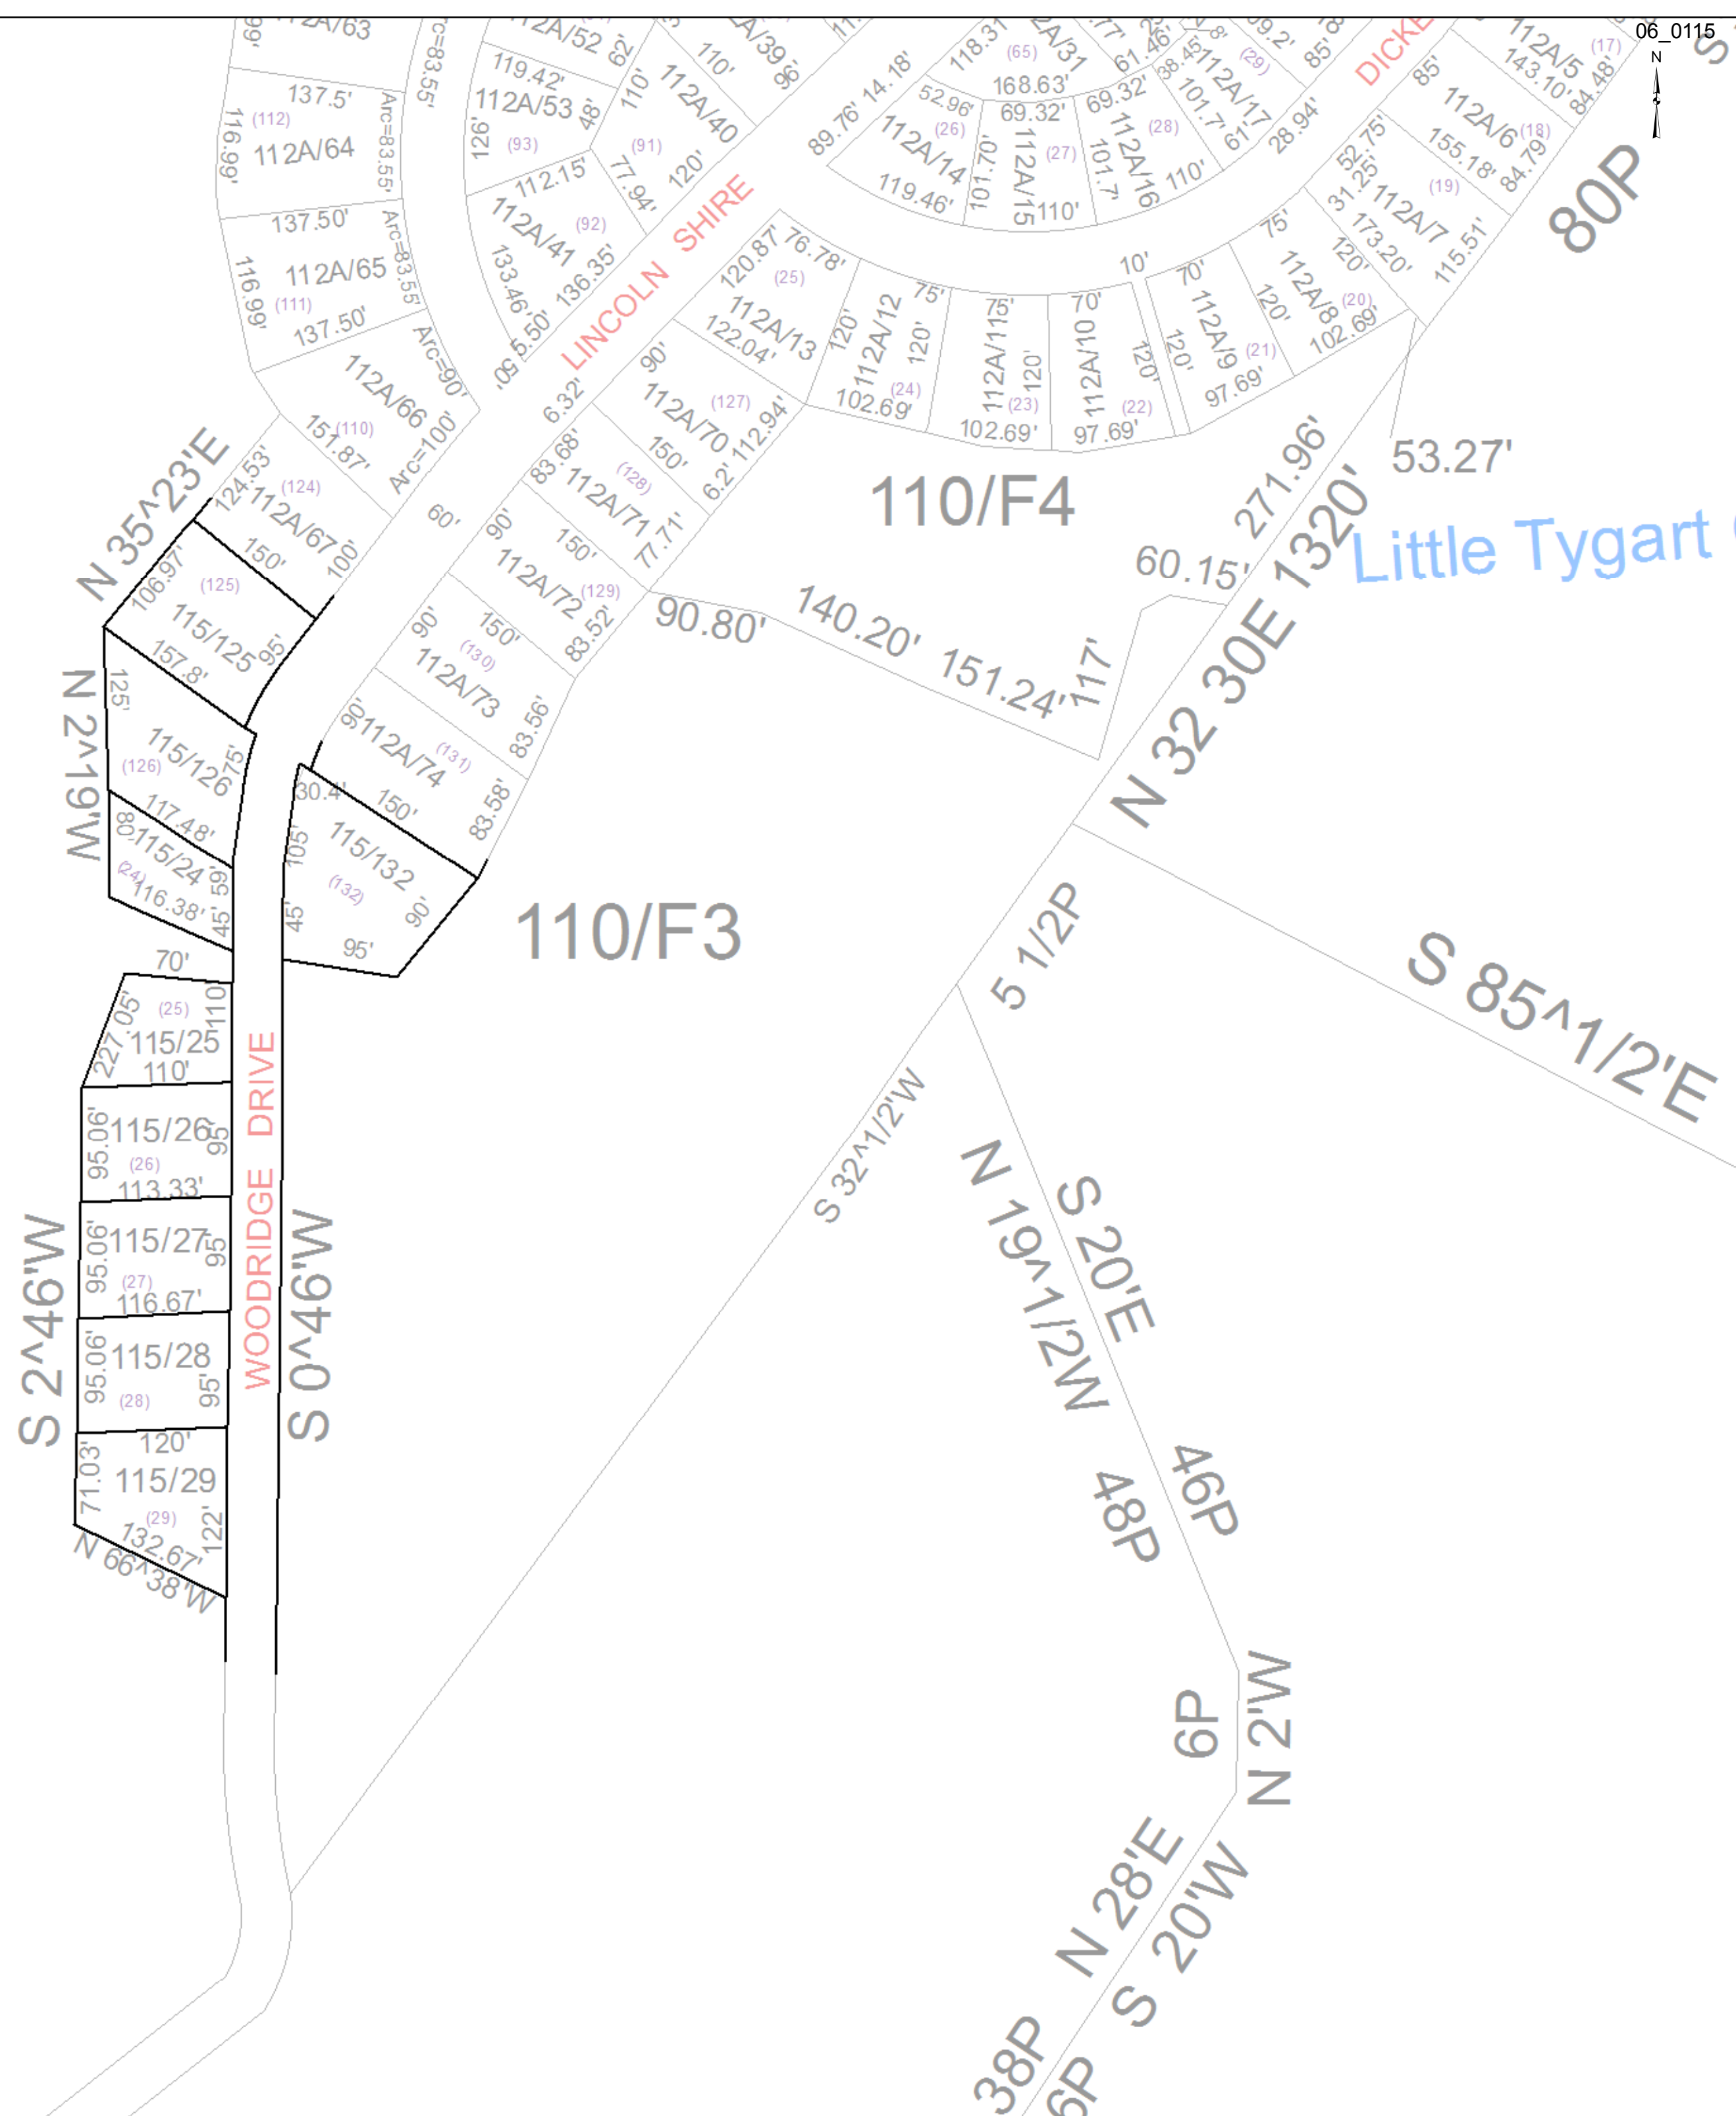 06_0115
N
112A/63
112A/52
62'
110'
112A/39
96'
14.18'
118.31'
(65)
168.63'
61.46'
38.45'
(29)
85'
DICKE
112A/5
(17)
143.10'
84.48'
137.5'
(112)
112A/64
116.99'
Arc=83.55'
119.42'
112A/53
126'
(93)
48'
110'
112A/40
(91)
77.94'
120'
112.15'
89.76'
52.96'
(26)
112A/14
119.46'
69.32'
101.70'
112A/15
(27)
110'
69.32'
101.7'
112A/16
(28)
110'
112A/17
101.7'
61'
28.94'
85'
112A/6
(18)
155.18'
84.79'
52.75'
31.25'
(19)
112A/7
173.20'
115.51'
80P
137.50'
112A/65
116.99'
(111)
Arc=83.55'
137.50'
112A/41
(92)
133.46'
136.35'
5.50'
50'
LINCOLN SHIRE
120.87'
76.78'
(25)
112A/13
122.04'
120'
75'
112A/12
120'
(24)
102.69'
75'
112A/11
120'
(23)
102.69'
70'
112A/10
120'
(22)
97.69'
10'
70'
112A/9
120'
(21)
97.69'
75'
112A/8
120'
120'
(20)
102.69'
Arc=90'
112A/66
(110)
151.87'
Arc=100'
6.32'
90'
112A/70
(127)
150'
112.94'
6.2'
N 35^23'E
124.53'
(124)
112A/67
150'
100'
60'
83.68'
(128)
112A/71
150'
77.71'
110/F4
271.96'
53.27'
Little Tygart
106.97'
(125)
115/125
95'
157.8'
90'
112A/72
(129)
83.52'
90.80'
140.20'
151.24'
117'
60.15'
N 32 30E 1320'
N 2^19'W
125'
115/126
(126)
75'
117.48'
90'
150'
(130)
112A/73
83.56'
90'
112A/74
(131)
150'
83.58'
80'
115/24
(24)
59'
116.38'
45'
30.4'
105'
115/132
(132)
45'
90'
95'
110/F3
5 1/2P
S 85^1/2'E
70'
227.05'
(25)
110'
115/25
110'
95.06'
115/26
95'
(26)
113.33'
WOODRIDGE DRIVE
S 32^1/2'W
95.06'
115/27
95'
(27)
116.67'
S 2^46'W
S 0^46'W
N 19^1/2W
S 20'E
95.06'
115/28
95'
(28)
120'
71.03'
115/29
(29)
122'
132.67'
N 66^38'W
48P
46P
6P
N 2'W
N 28'E
S 20'W
38P
6P